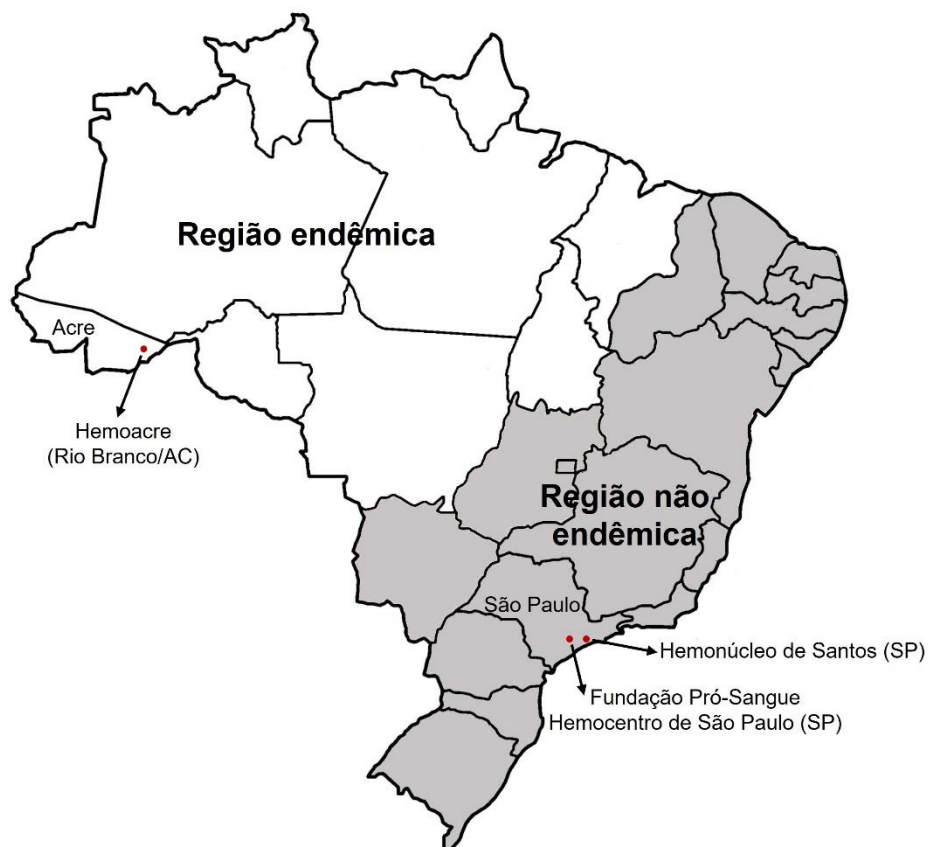 Região endêmica
Acre
Hemoacre
(Rio Branco/AC)
Região não
endêmica
São Paulo
Hemonúcleo de Santos (SP)
Fundação Pró-Sangue
Hemocentro de São Paulo (SP)